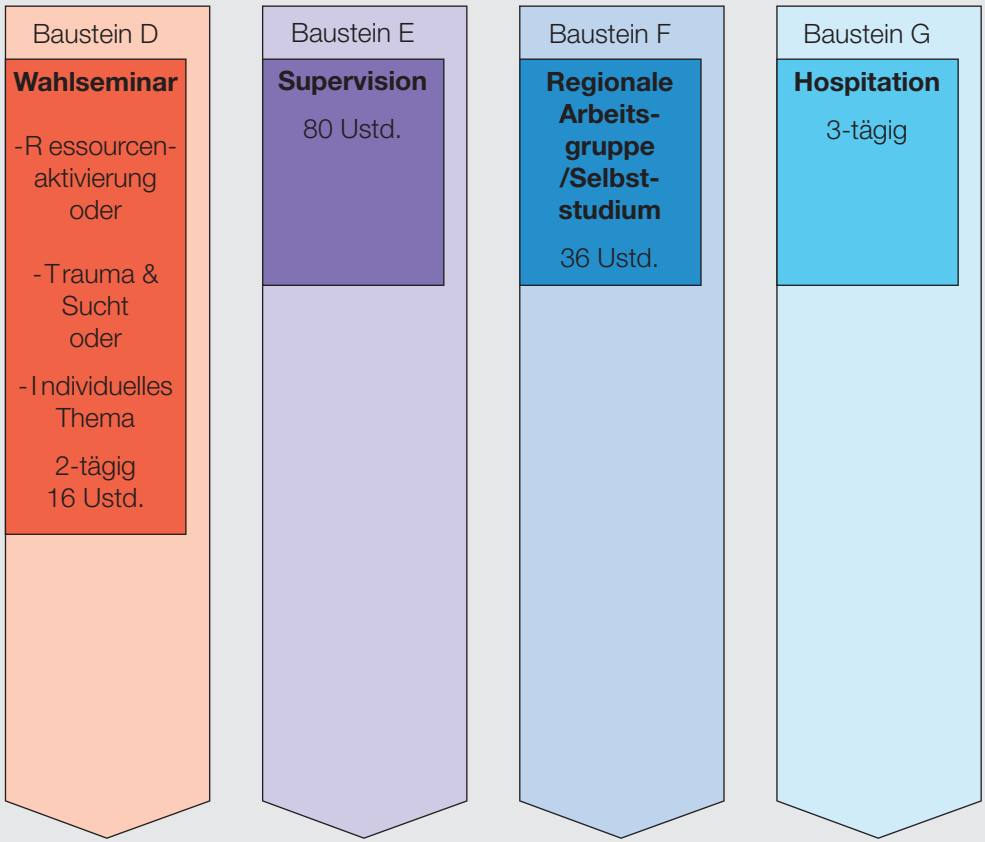 Baustein D
Wahlseminar
-R essourcen-
aktivierung
oder
-Trauma &
Sucht
oder
-Individuelles
Thema
2-tägig
16 Ustd.
Baustein E
Supervision
80 Ustd.
Baustein F
Regionale
Arbeits-
gruppe
/Selbst-
studium
36 Ustd.
Baustein G
Hospitation
3-tägig